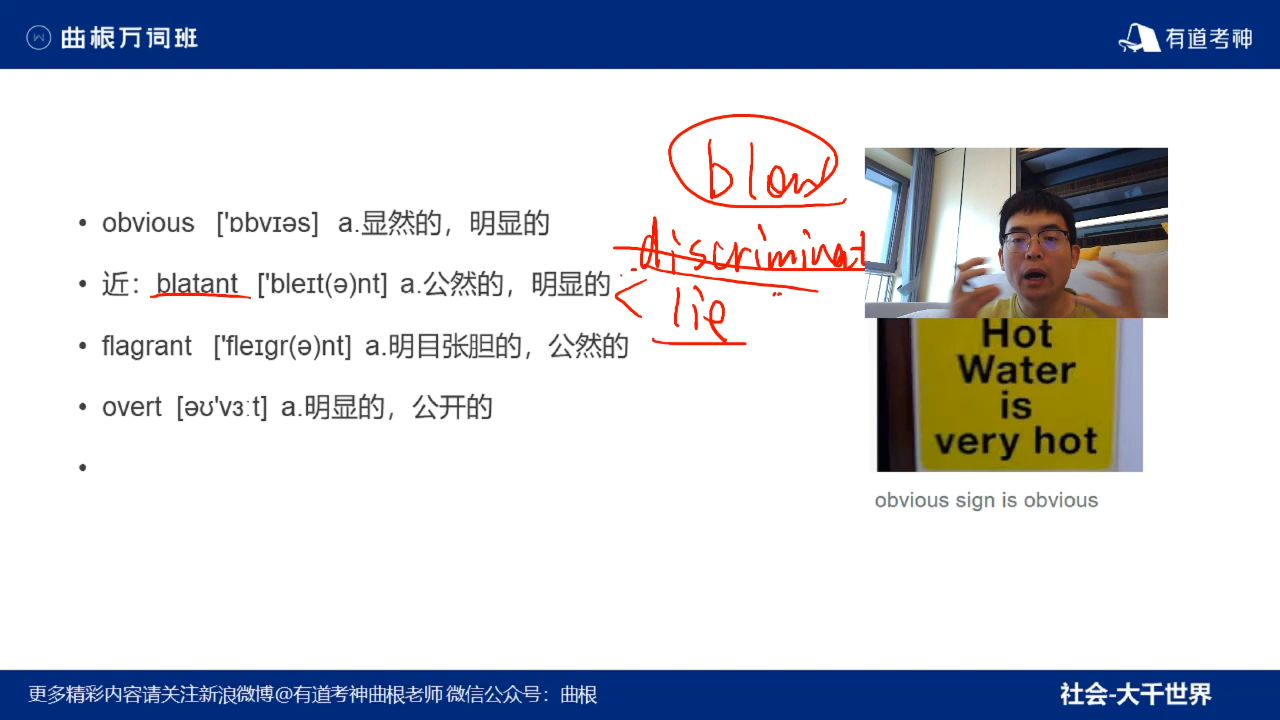 曲根万词班
有道考神
obvious ['ɒbvɪəs] a.显然的，明显的
近：blatant ['bleɪt(ə)nt] a.公然的，明显的
flagrant ['fleɪgr(ə)nt] a.明目张胆的，公然的
overt [əʊ'vɜːt] a.明显的，公开的
discriminat
lie
Hot
Water
is
very hot
obvious sign is obvious
更多精彩内容请关注新浪微博@有道考神曲根老师 微信公众号：曲根
社会-大千世界